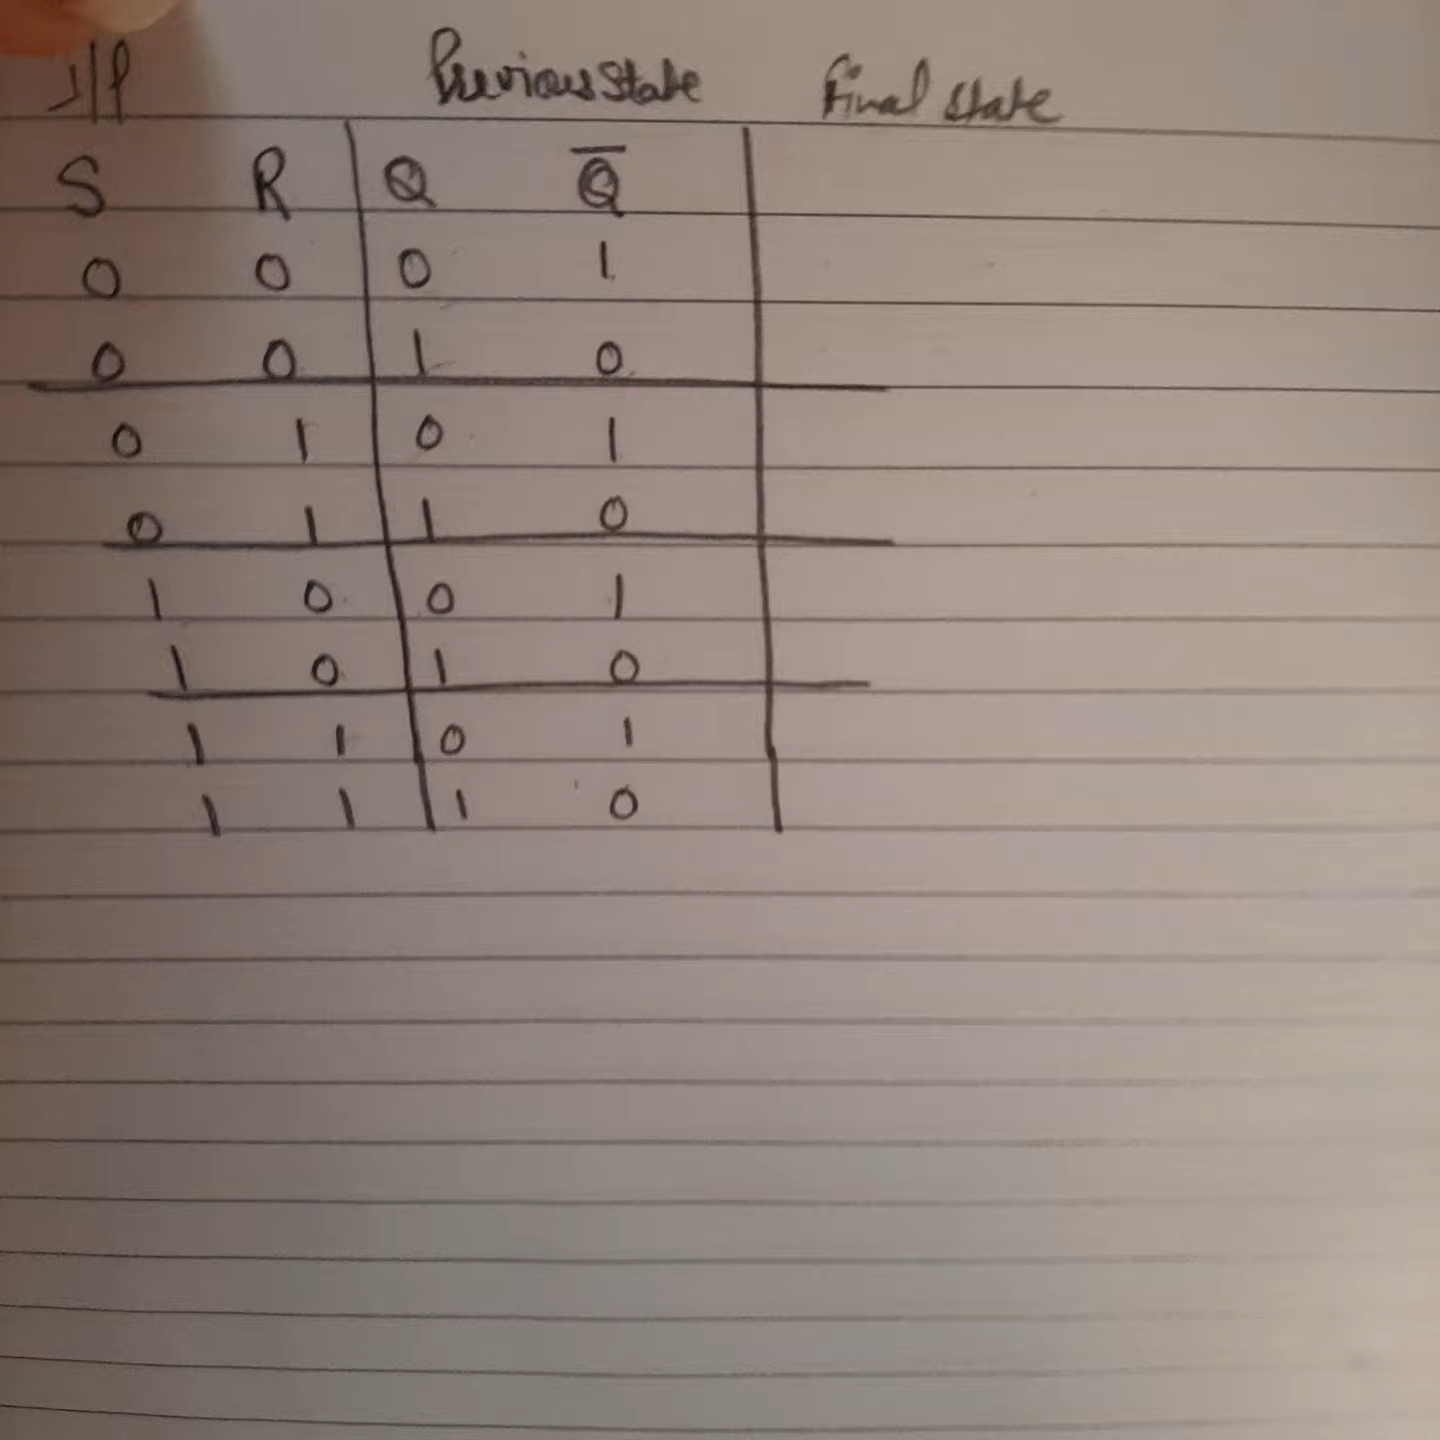 I/P Previous State Final State
S R Q Q̅
0 0 0 1
0 0 1 0
0 1 0 1
0 1 1 0
1 0 0 1
1 0 1 0
1 1 0 1
1 1 1 0